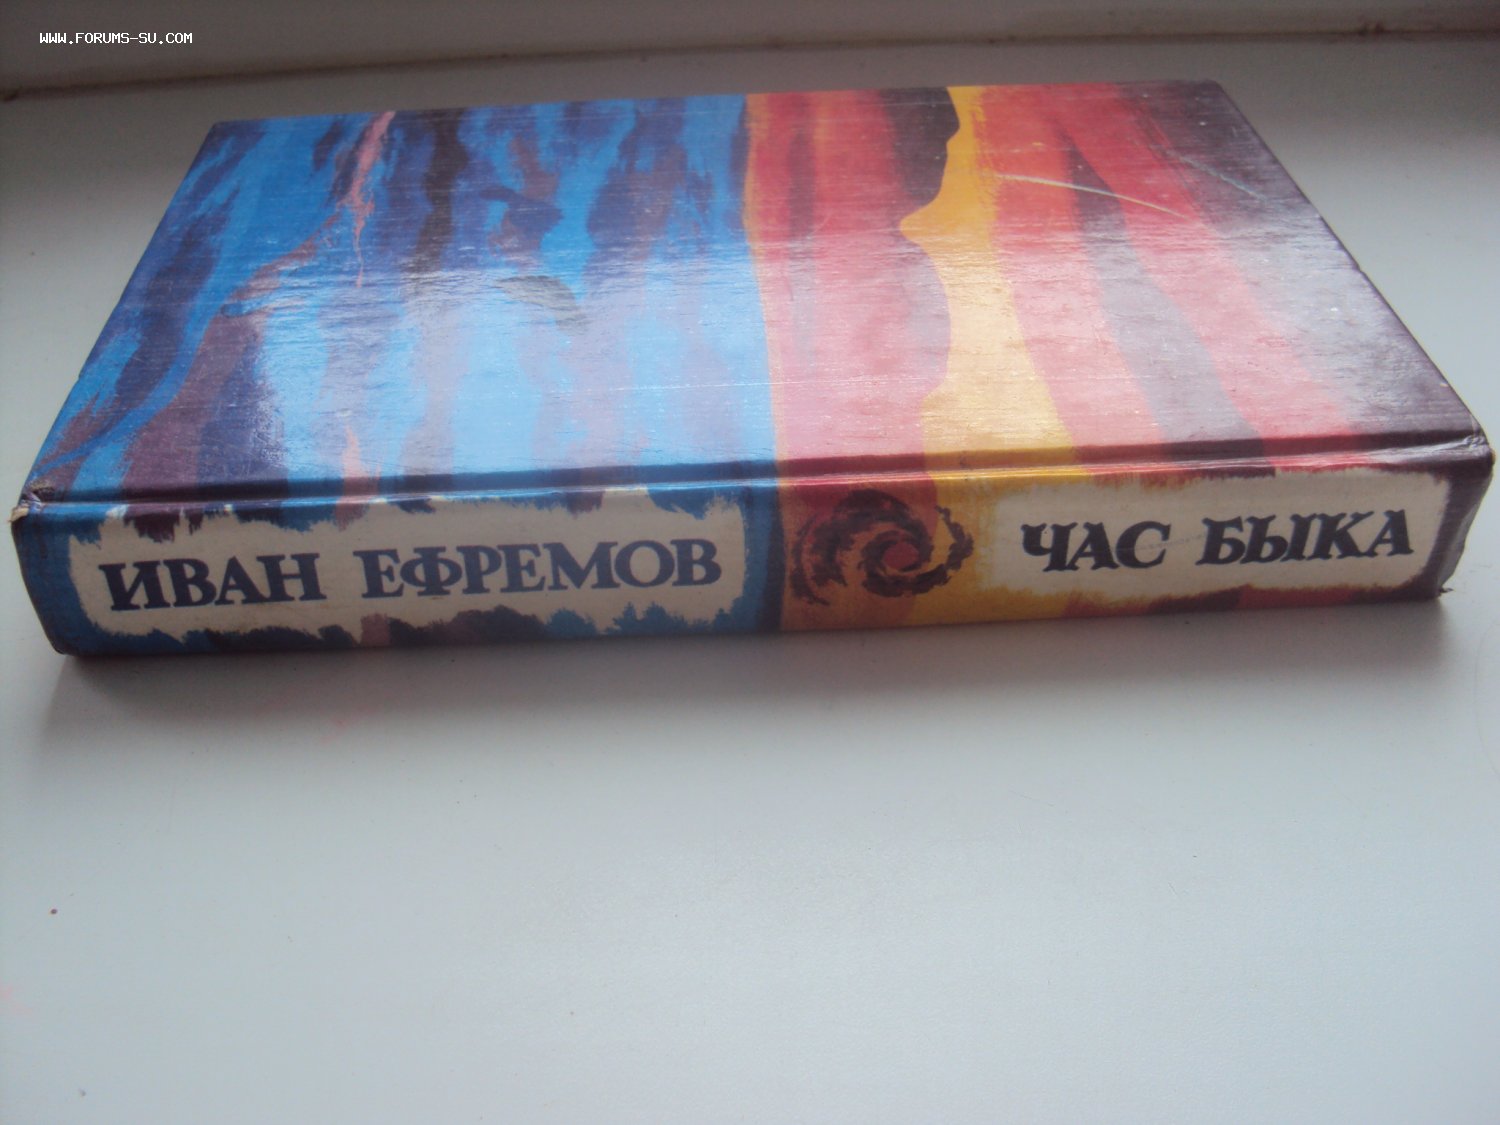 WWW.FORUMS-SU.COM
ИВАН ЕФРЕМОВ
ЧАС БЫКА